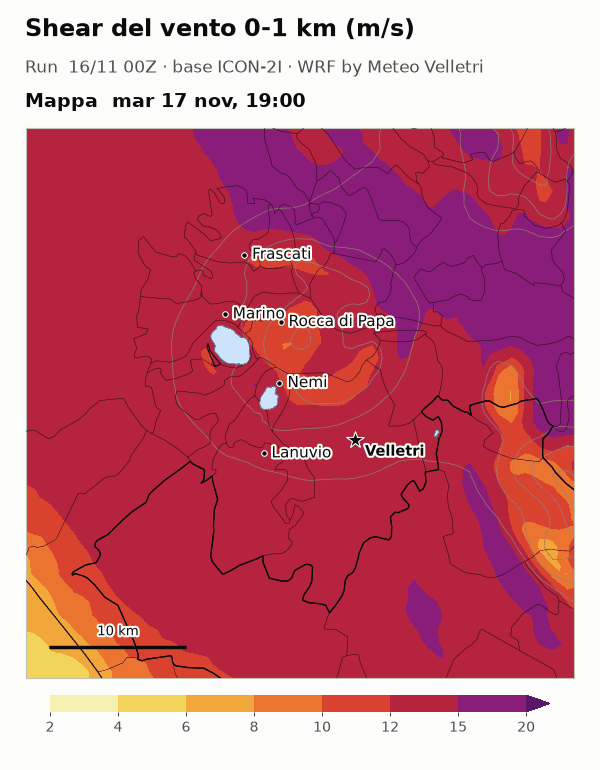 Shear del vento 0-1 km (m/s)
Run  16/11 00Z · base ICON-2I · WRF by Meteo Velletri
Mappa  mar 17 nov, 19:00
Frascati
Marino
Rocca di Papa
Nemi
Velletri
Lanuvio
10 km
2 4 6 8 10 12 15 20